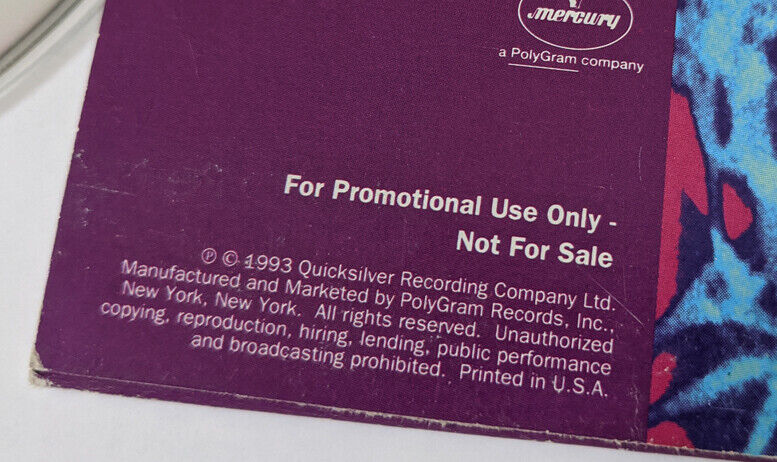 mercury
a PolyGram company
For Promotional Use Only -
Not For Sale
℗ © 1993 Quicksilver Recording Company Ltd.
Manufactured and Marketed by PolyGram Records, Inc.,
New York, New York. All rights reserved. Unauthorized
copying, reproduction, hiring, lending, public performance
and broadcasting prohibited. Printed in U.S.A.